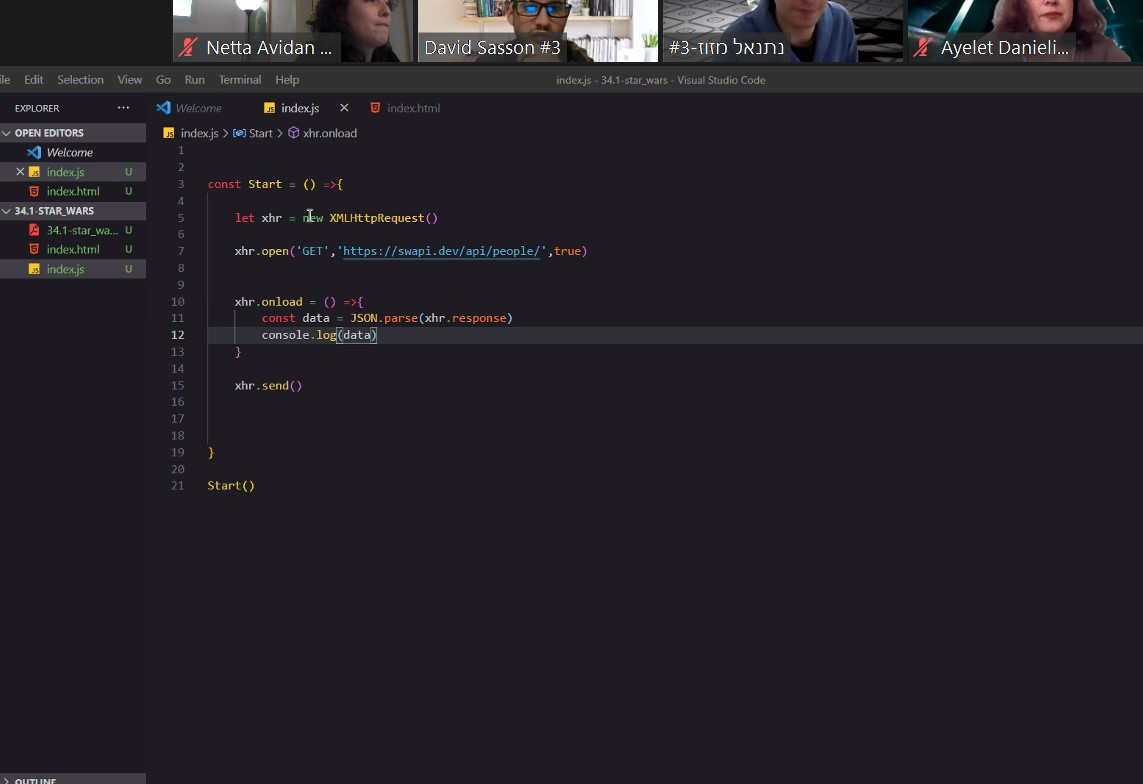 Netta Avidan ...
David Sasson #3
#3-נתנאל מזוז
Ayelet Danieli...
ile Edit Selection View Go Run Terminal Help
index.js - 34.1-star_wars - Visual Studio Code
EXPLORER ...
OPEN EDITORS
Welcome
index.js U
index.html U
34.1-STAR_WARS
34.1-star_wa... U
index.html U
index.js U
OUTLINE
Welcome index.js index.html
index.js > Start > xhr.onload
1
2
3 const Start = () =>{
4
5 let xhr = new XMLHttpRequest()
6
7 xhr.open('GET','https://swapi.dev/api/people/',true)
8
9
10 xhr.onload = () =>{
11 const data = JSON.parse(xhr.response)
12 console.log(data)
13 }
14
15 xhr.send()
16
17
18
19 }
20
21 Start()